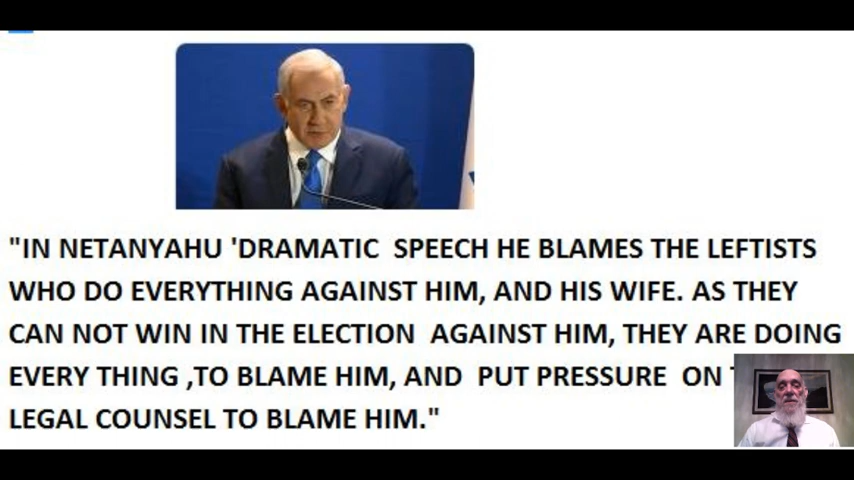 "IN NETANYAHU 'DRAMATIC SPEECH HE BLAMES THE LEFTISTS
WHO DO EVERYTHING AGAINST HIM, AND HIS WIFE. AS THEY
CAN NOT WIN IN THE ELECTION AGAINST HIM, THEY ARE DOING
EVERY THING ,TO BLAME HIM, AND PUT PRESSURE ON
LEGAL COUNSEL TO BLAME HIM."